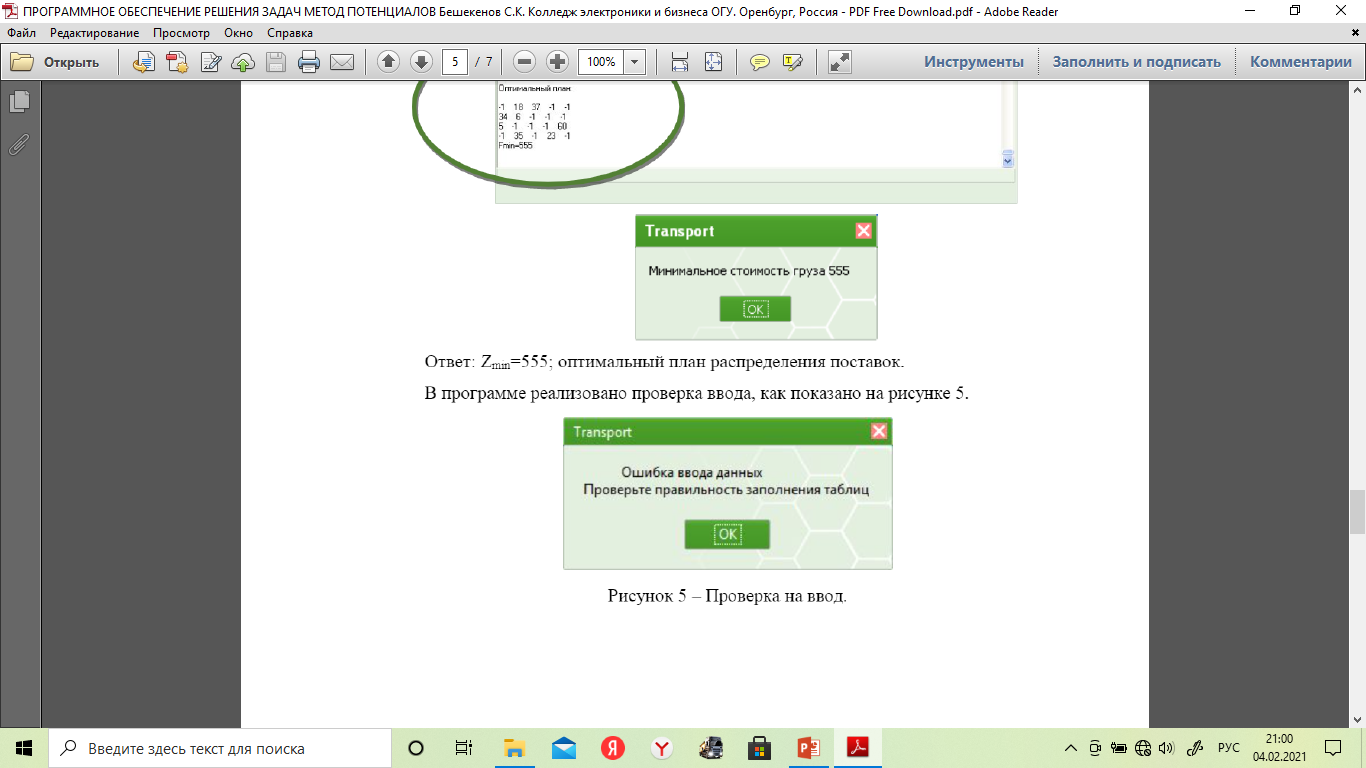 ПРОГРАММНОЕ ОБЕСПЕЧЕНИЕ РЕШЕНИЯ ЗАДАЧ МЕТОД ПОТЕНЦИАЛОВ Бешекенов С.К. Колледж электроники и бизнеса ОГУ. Оренбург, Россия - PDF Free Download.pdf - Adobe Reader
Файл Редактирование Просмотр Окно Справка
Открыть 5 / 7 100% Инструменты Заполнить и подписать Комментарии
Оптимальный план
-1 18 37 -1 -1
34 6 -1 -1 -1
5 -1 -1 -1 60
-1 35 -1 23 -1
Fmin=555
Transport
Минимальное стоимость груза 555
OK
Ответ: Zmin=555; оптимальный план распределения поставок.
В программе реализовано проверка ввода, как показано на рисунке 5.
Transport
Ошибка ввода данных
Проверьте правильность заполнения таблиц
OK
Рисунок 5 – Проверка на ввод.
Введите здесь текст для поиска
РУС
21:00
04.02.2021